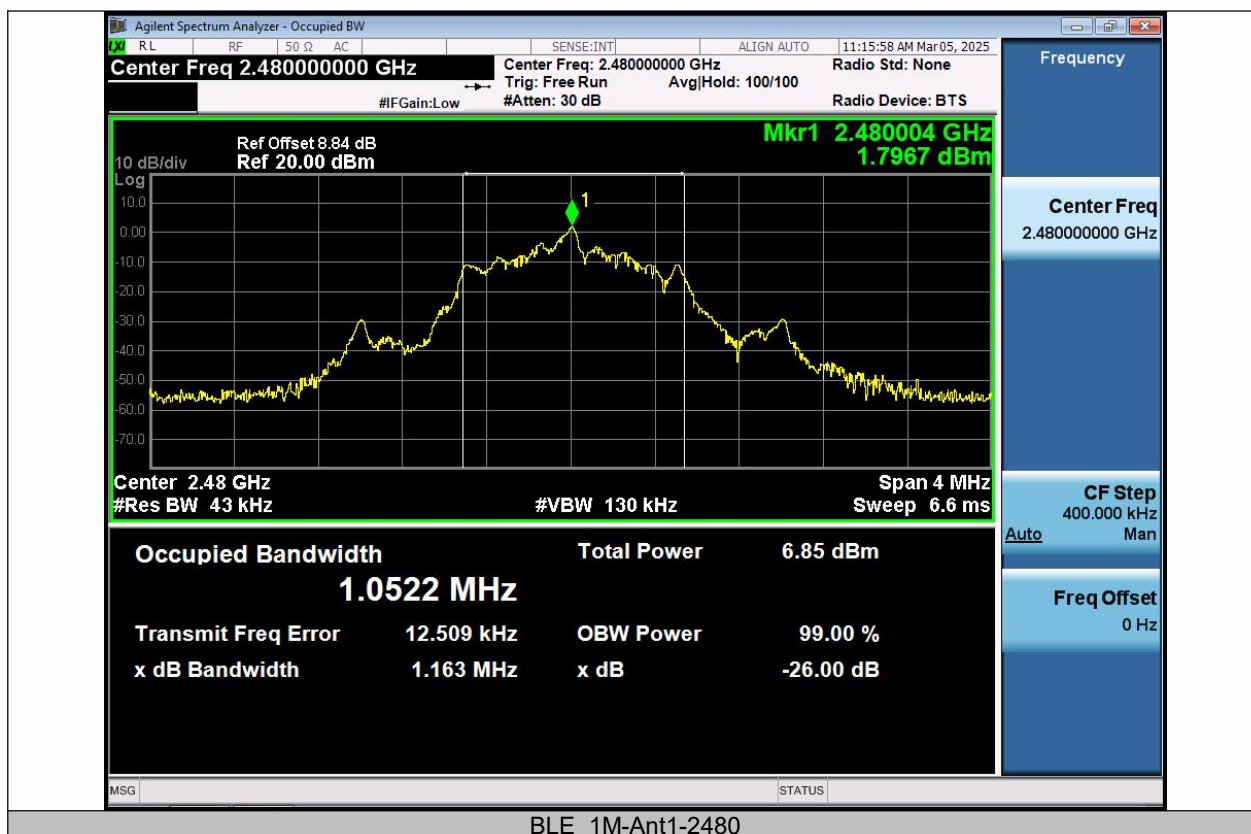 Agilent Spectrum Analyzer - Occupied BW
LXI RL RF 50 Ω AC SENSE:INT ALIGN AUTO 11:15:58 AM Mar 05, 2025
Center Freq 2.480000000 GHz
Center Freq: 2.480000000 GHz
Radio Std: None
Trig: Free Run Avg|Hold: 100/100
#IFGain:Low
#Atten: 30 dB
Radio Device: BTS
Mkr1 2.480004 GHz
1.7967 dBm
Ref Offset 8.84 dB
10 dB/div Ref 20.00 dBm
Log
10.0
0.00
-10.0
-20.0
-30.0
-40.0
-50.0
-60.0
-70.0
1
Center 2.48 GHz Span 4 MHz
#Res BW 43 kHz #VBW 130 kHz Sweep 6.6 ms
Occupied Bandwidth Total Power 6.85 dBm
1.0522 MHz
Transmit Freq Error 12.509 kHz OBW Power 99.00 %
x dB Bandwidth 1.163 MHz x dB -26.00 dB
MSG STATUS
Frequency
Center Freq
2.480000000 GHz
CF Step
400.000 kHz
Auto Man
Freq Offset
0 Hz
BLE_1M-Ant1-2480